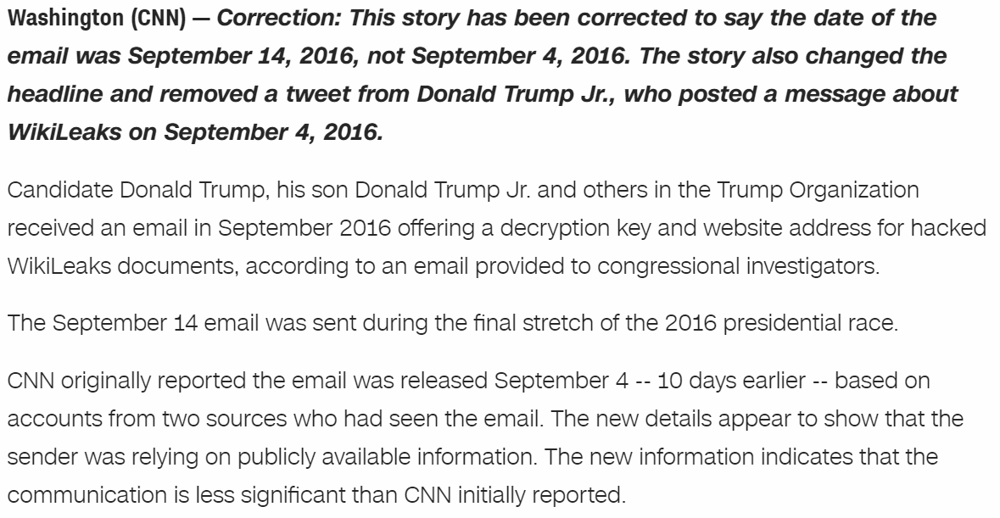 Washington (CNN) — Correction: This story has been corrected to say the date of the
email was September 14, 2016, not September 4, 2016. The story also changed the
headline and removed a tweet from Donald Trump Jr., who posted a message about
WikiLeaks on September 4, 2016.
Candidate Donald Trump, his son Donald Trump Jr. and others in the Trump Organization
received an email in September 2016 offering a decryption key and website address for hacked
WikiLeaks documents, according to an email provided to congressional investigators.
The September 14 email was sent during the final stretch of the 2016 presidential race.
CNN originally reported the email was released September 4 -- 10 days earlier -- based on
accounts from two sources who had seen the email. The new details appear to show that the
sender was relying on publicly available information. The new information indicates that the
communication is less significant than CNN initially reported.